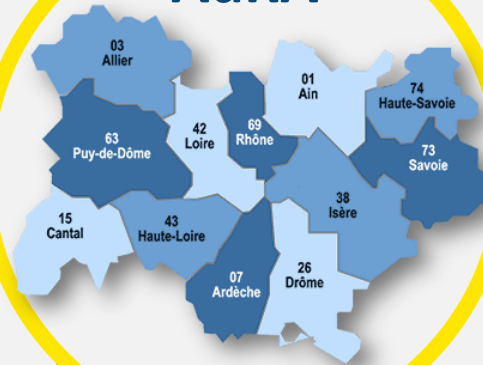 03
Allier
01
Ain
74
Haute-Savoie
63
Puy-de-Dôme
42
Loire
69
Rhône
73
Savoie
38
Isère
15
Cantal
43
Haute-Loire
07
Ardèche
26
Drôme